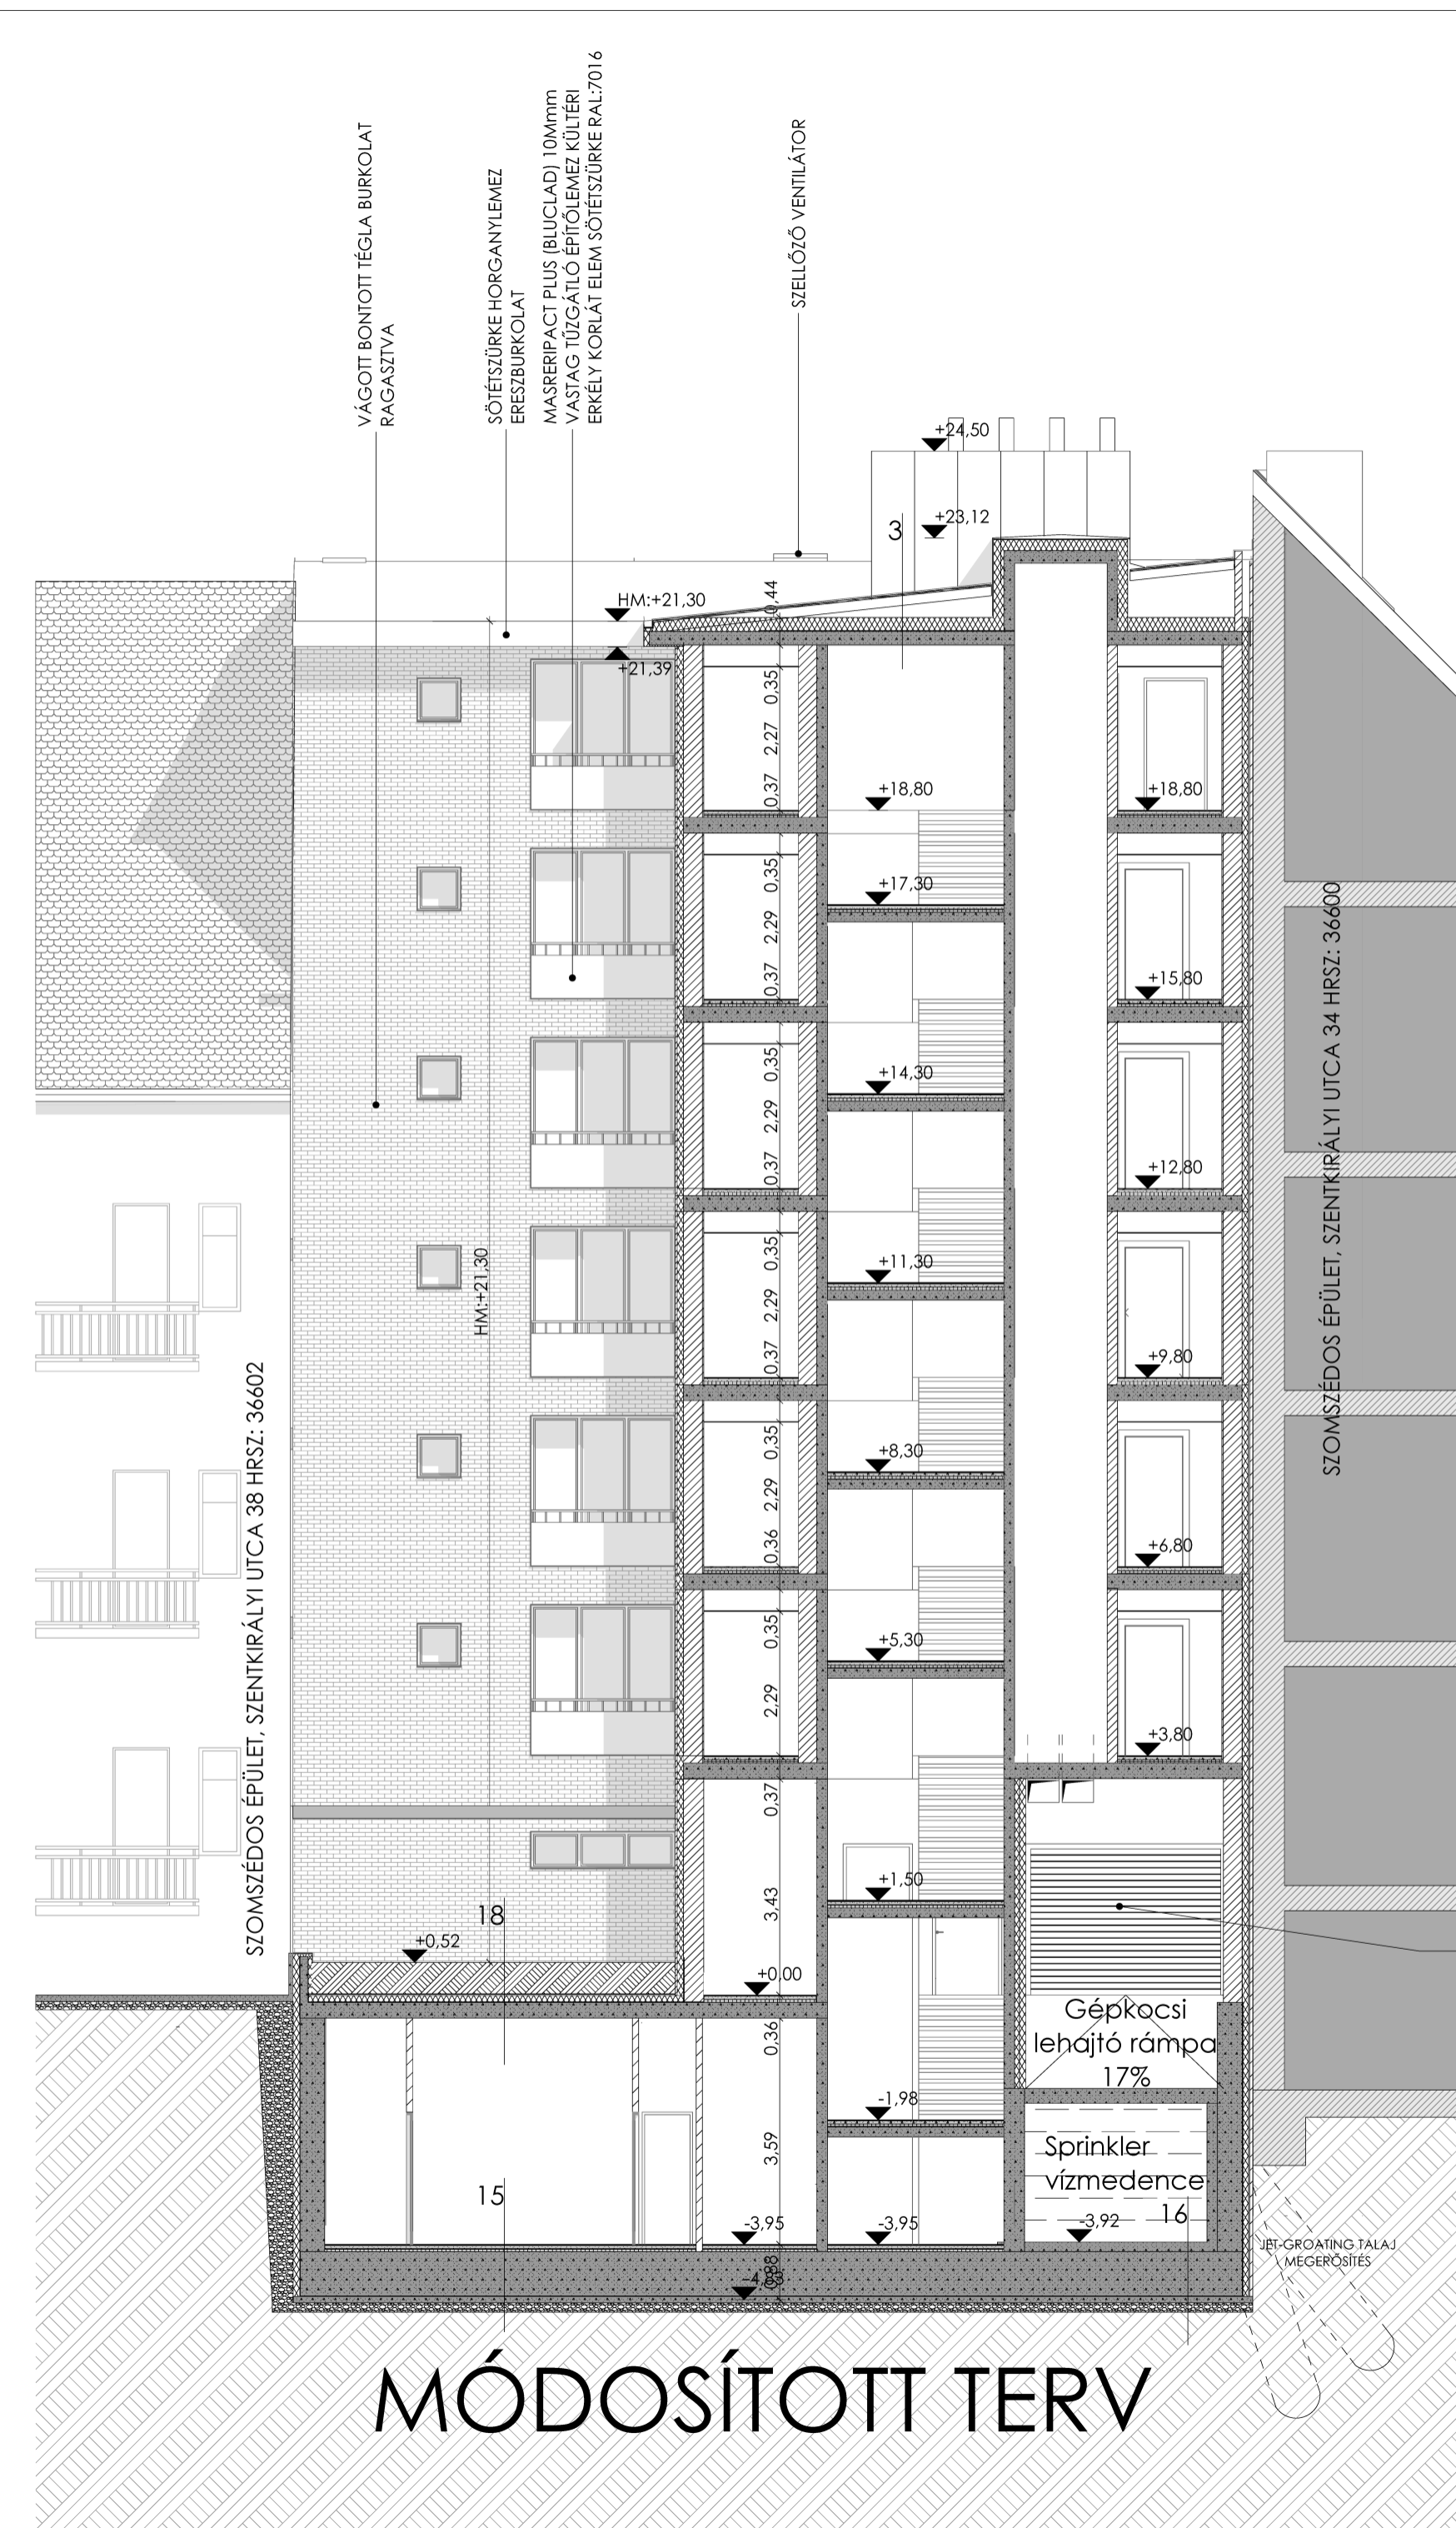 VÁGOTT BONTOTT TÉGLA BURKOLAT
RAGASZTVA
SÖTÉTSZÜRKE HORGANYLEMEZ
ERESZBURKOLAT
MASRERIPACT PLUS (BLUCLAD) 10Mmm
VASTAG TŰZGÁTLÓ ÉPÍTŐLEMEZ KÜLTÉRI
ERKÉLY KORLÁT ELEM SÖTÉTSZÜRKE RAL:7016
SZELLŐZŐ VENTILÁTOR
+24,50
3
+23,12
HM:+21,30
+21,39
0,44
0,35
2,27
0,37
+18,80
+18,80
0,35
+17,30
2,29
0,37
+15,80
0,35
+14,30
2,29
0,37
+12,80
0,35
+11,30
2,29
0,37
+9,80
0,35
+8,30
2,29
0,36
+6,80
0,35
+5,30
2,29
+3,80
0,37
+1,50
3,43
HM:+21,30
18
+0,52
+0,00
0,36
-1,98
3,59
15
-3,95
-3,95
-3,92
16
SZOMSZÉDOS ÉPÜLET, SZENTKIRÁLYI UTCA 38 HRSZ: 36602
SZOMSZÉDOS ÉPÜLET, SZENTKIRÁLYI UTCA 34 HRSZ: 36600
Gépkocsi
lehajtó rámpa
17%
Sprinkler
vízmedence
JET-GROATING TALAJ
MEGERŐSÍTÉS
MÓDOSÍTOTT TERV